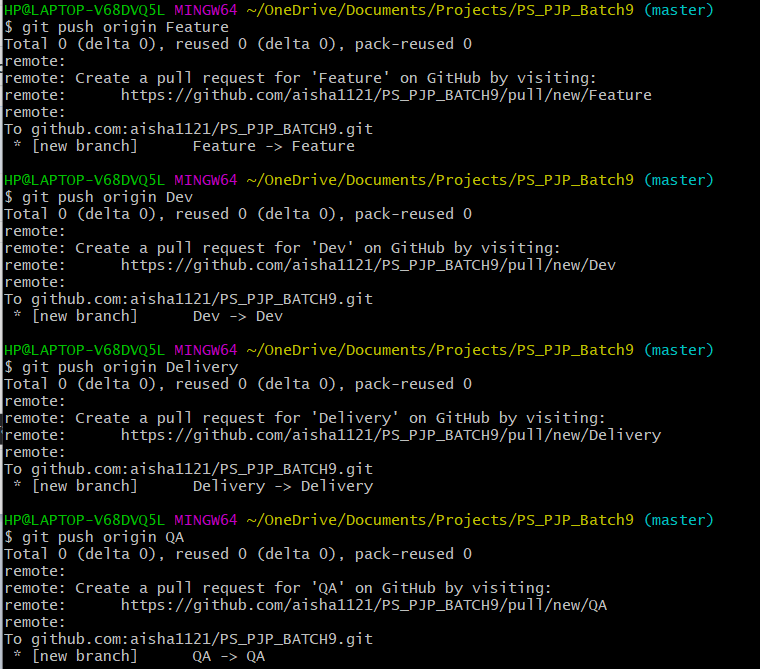 HP@LAPTOP-V68DVQ5L MINGW64 ~/OneDrive/Documents/Projects/PS_PJP_Batch9 (master)
$ git push origin Feature
Total 0 (delta 0), reused 0 (delta 0), pack-reused 0
remote:
remote: Create a pull request for 'Feature' on GitHub by visiting:
remote:      https://github.com/aisha1121/PS_PJP_BATCH9/pull/new/Feature
remote:
To github.com:aisha1121/PS_PJP_BATCH9.git
 * [new branch]      Feature -> Feature
HP@LAPTOP-V68DVQ5L MINGW64 ~/OneDrive/Documents/Projects/PS_PJP_Batch9 (master)
$ git push origin Dev
Total 0 (delta 0), reused 0 (delta 0), pack-reused 0
remote:
remote: Create a pull request for 'Dev' on GitHub by visiting:
remote:      https://github.com/aisha1121/PS_PJP_BATCH9/pull/new/Dev
remote:
To github.com:aisha1121/PS_PJP_BATCH9.git
 * [new branch]      Dev -> Dev
HP@LAPTOP-V68DVQ5L MINGW64 ~/OneDrive/Documents/Projects/PS_PJP_Batch9 (master)
$ git push origin Delivery
Total 0 (delta 0), reused 0 (delta 0), pack-reused 0
remote:
remote: Create a pull request for 'Delivery' on GitHub by visiting:
remote:      https://github.com/aisha1121/PS_PJP_BATCH9/pull/new/Delivery
remote:
To github.com:aisha1121/PS_PJP_BATCH9.git
 * [new branch]      Delivery -> Delivery
HP@LAPTOP-V68DVQ5L MINGW64 ~/OneDrive/Documents/Projects/PS_PJP_Batch9 (master)
$ git push origin QA
Total 0 (delta 0), reused 0 (delta 0), pack-reused 0
remote:
remote: Create a pull request for 'QA' on GitHub by visiting:
remote:      https://github.com/aisha1121/PS_PJP_BATCH9/pull/new/QA
remote:
To github.com:aisha1121/PS_PJP_BATCH9.git
 * [new branch]      QA -> QA